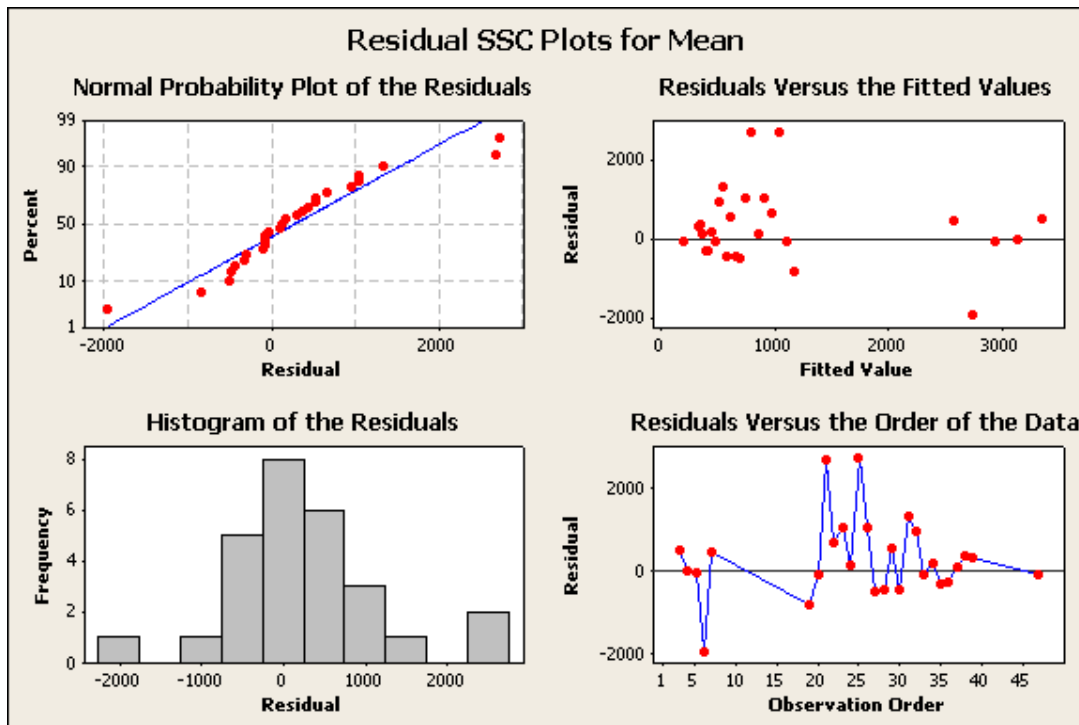 Residual SSC Plots for Mean
Normal Probability Plot of the Residuals
99
90
50
10
1
Percent
-2000
0
2000
Residual
Residuals Versus the Fitted Values
2000
0
-2000
Residual
0
1000
2000
3000
Fitted Value
Histogram of the Residuals
8
6
4
2
0
Frequency
-2000
-1000
0
1000
2000
Residual
Residuals Versus the Order of the Data
2000
0
-2000
Residual
1
5
10
15
20
25
30
35
40
45
Observation Order